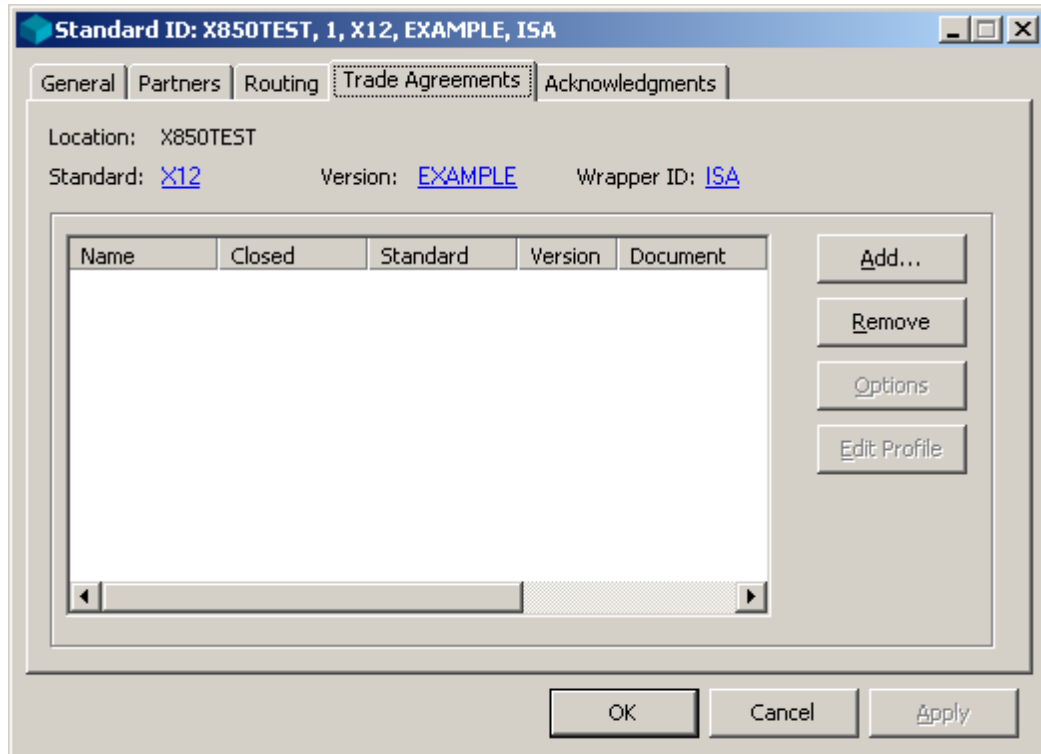 Standard ID: X850TEST, 1, X12, EXAMPLE, ISA
General Partners Routing Trade Agreements Acknowledgments
Location: X850TEST
Standard: X12 Version: EXAMPLE Wrapper ID: ISA
Name Closed Standard Version Document
Add...
Remove
Options
Edit Profile
OK Cancel Apply